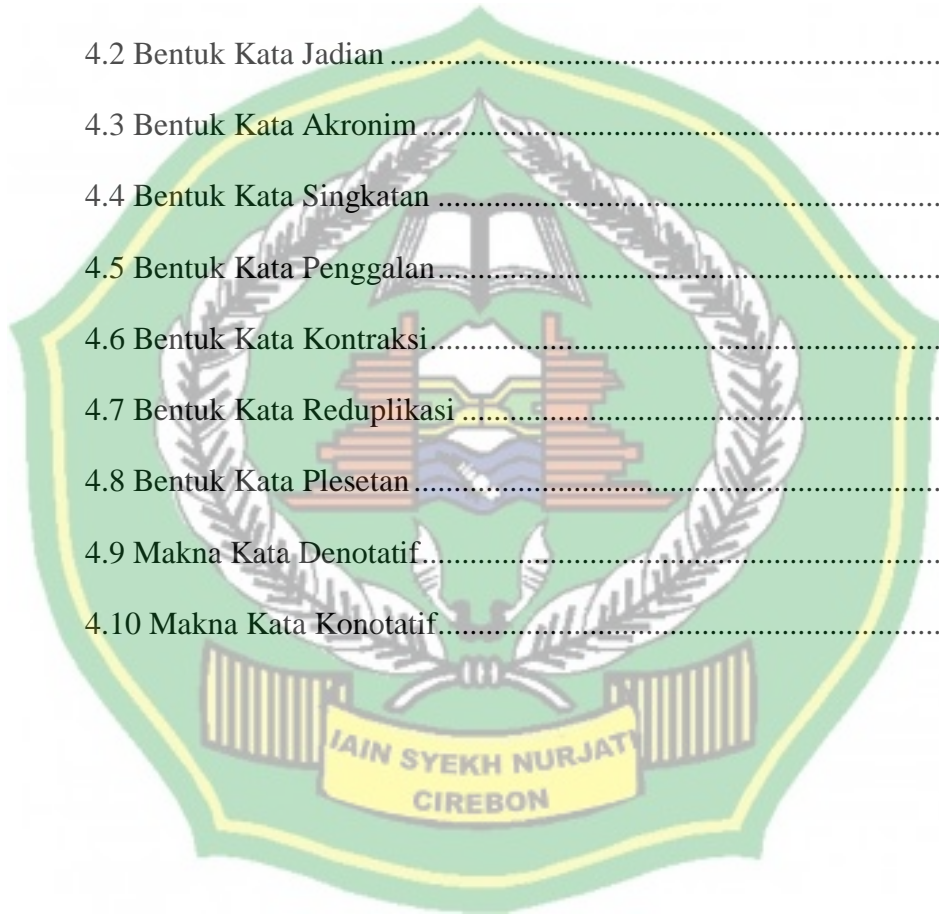 4.2 Bentuk Kata Jadian ..........................................................................
4.3 Bentuk Kata Akronim ......................................................................
4.4 Bentuk Kata Singkatan ....................................................................
4.5 Bentuk Kata Penggalan ....................................................................
4.6 Bentuk Kata Kontraksi .....................................................................
4.7 Bentuk Kata Reduplikasi .................................................................
4.8 Bentuk Kata Plesetan .......................................................................
4.9 Makna Kata Denotatif ......................................................................
4.10 Makna Kata Konotatif ....................................................................
IAIN SYEKH NURJATI
CIREBON